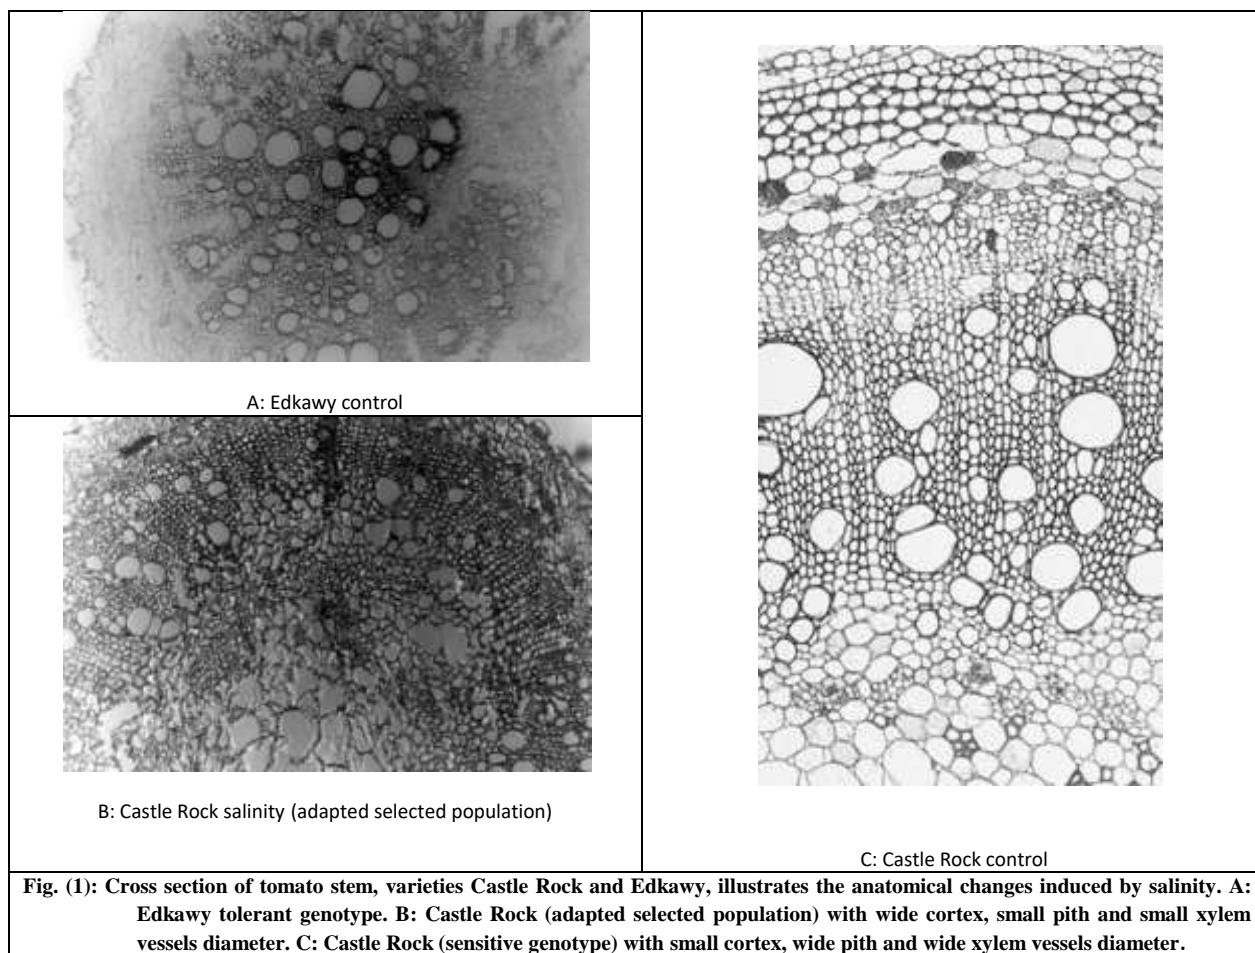 A: Edkawy control
B: Castle Rock salinity (adapted selected population)
C: Castle Rock control
Fig. (1): Cross section of tomato stem, varieties Castle Rock and Edkawy, illustrates the anatomical changes induced by salinity. A:
Edkawy tolerant genotype. B: Castle Rock (adapted selected population) with wide cortex, small pith and small xylem
vessels diameter. C: Castle Rock (sensitive genotype) with small cortex, wide pith and wide xylem vessels diameter.